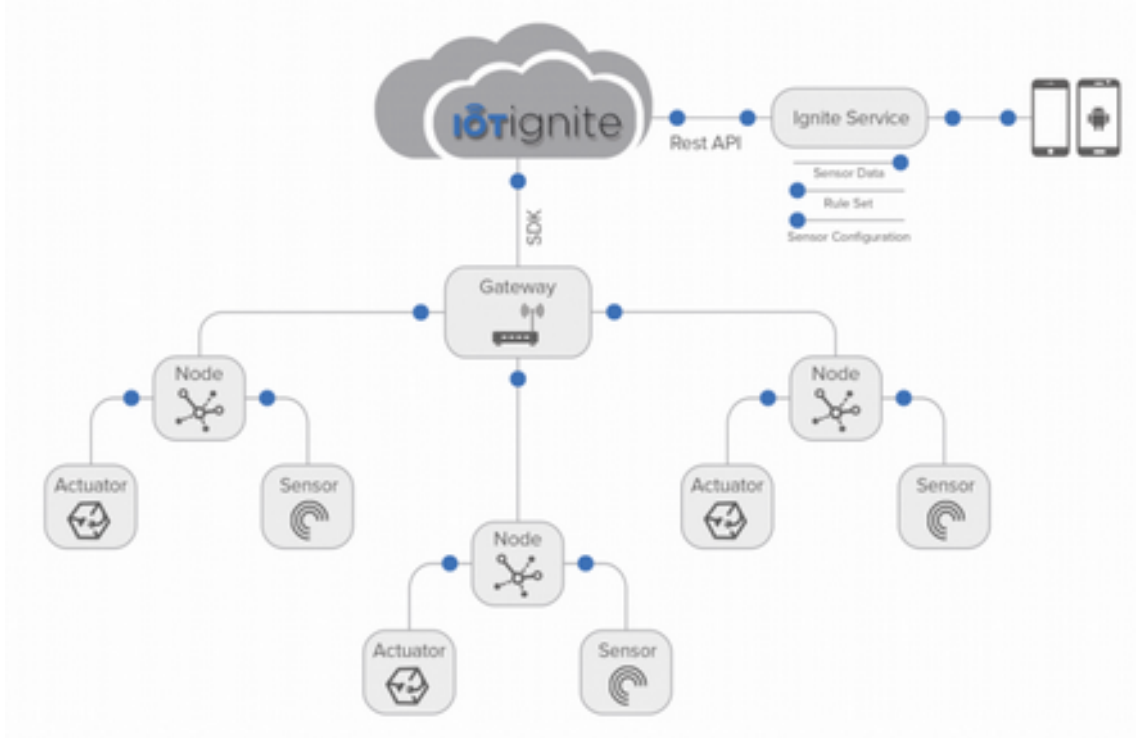 IOTignite
Rest API
Ignite Service
Sensor Data
Rule Set
Sensor Configuration
SDK
Gateway
Node
Node
Actuator
Sensor
Actuator
Sensor
Node
Actuator
Sensor